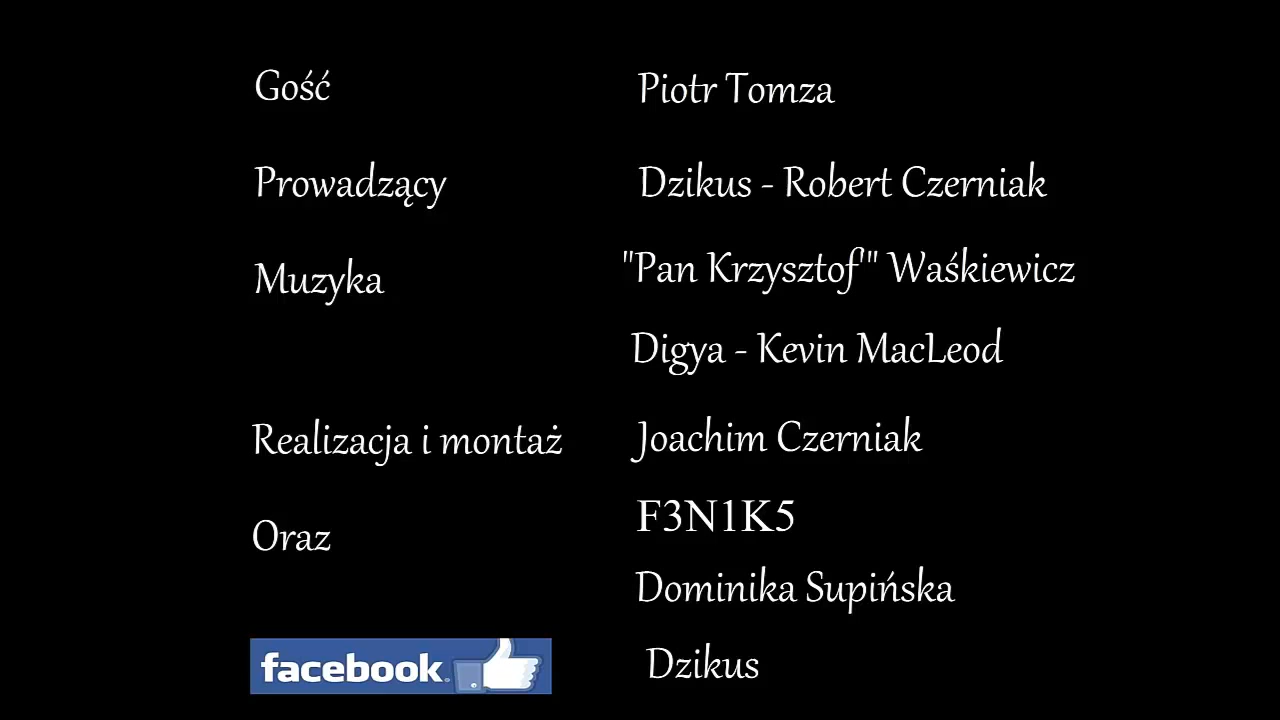 Gość Piotr Tomza
Prowadzący Dzikus - Robert Czerniak
Muzyka "Pan Krzysztof'" Waśkiewicz
Digya - Kevin MacLeod
Realizacja i montaż Joachim Czerniak
Oraz F3N1K5
Dominika Supińska
facebook. Dzikus